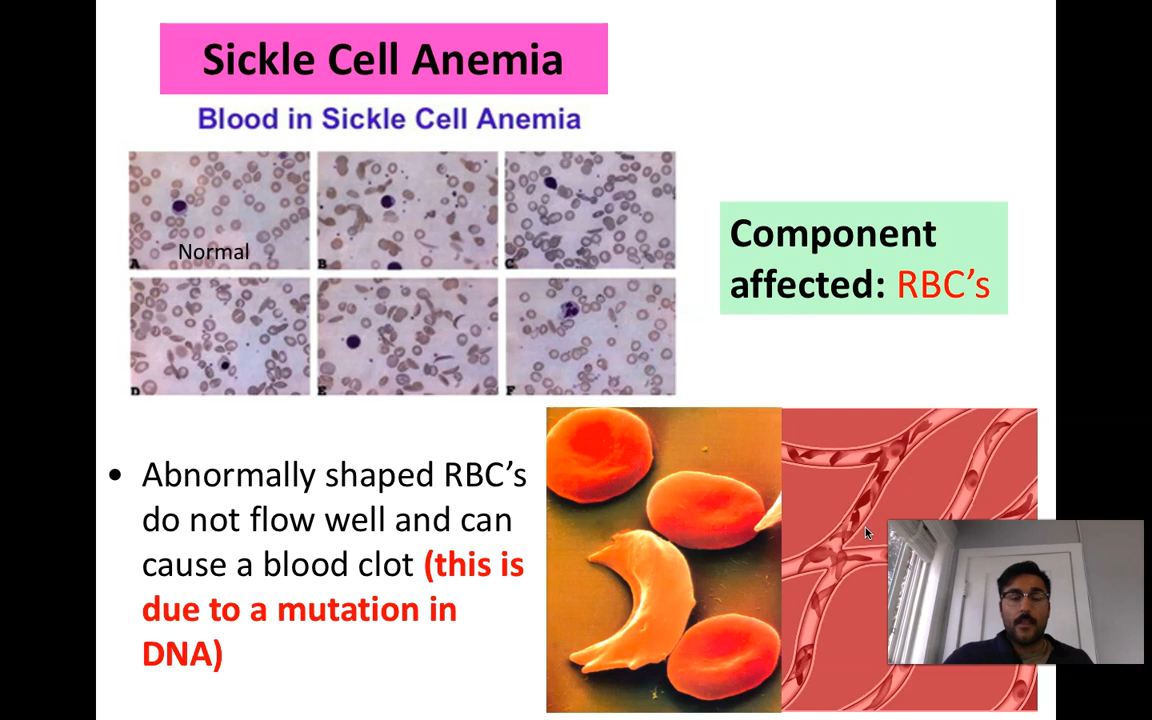 Sickle Cell Anemia
Blood in Sickle Cell Anemia
Normal
A
B
C
D
E
F
Component
affected: RBC’s
• Abnormally shaped RBC’s
do not flow well and can
cause a blood clot (this is
due to a mutation in
DNA)